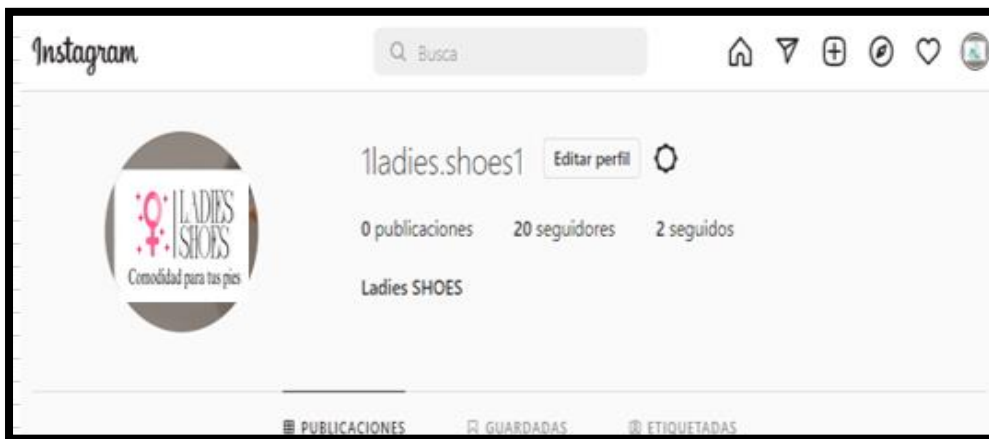 Instagram
Busca
1ladies.shoes1 Editar perfil
LADIES
SHOES
Comodidad para tus pies
0 publicaciones 20 seguidores 2 seguidos
Ladies SHOES
PUBLICACIONES GUARDADAS ETIQUETADAS